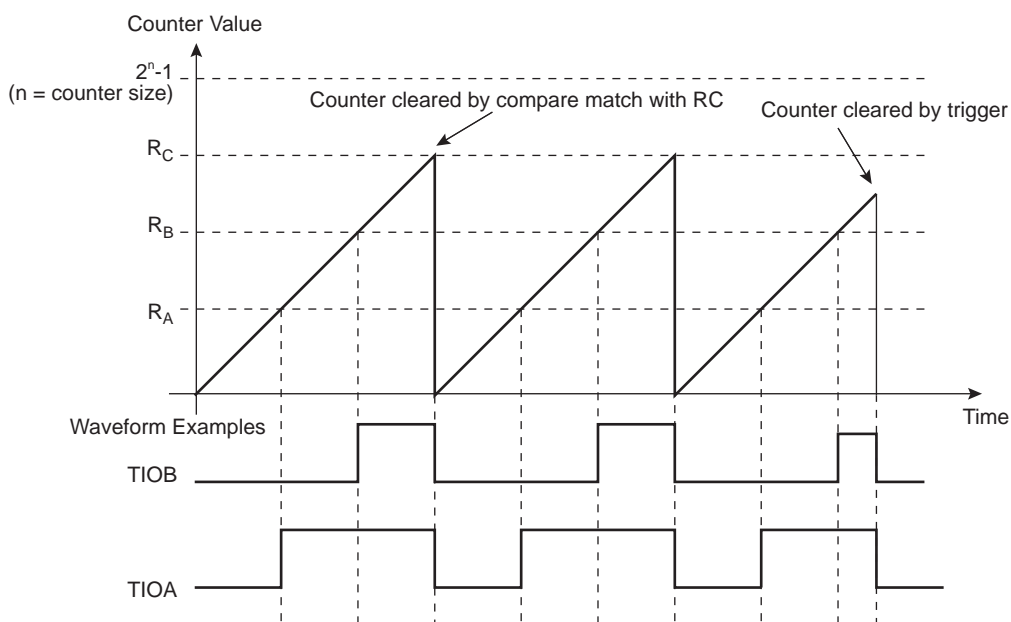 Counter Value
2ⁿ-1
(n = counter size)
Counter cleared by compare match with RC
Counter cleared by trigger
R_C
R_B
R_A
Time
Waveform Examples
TIOB
TIOA